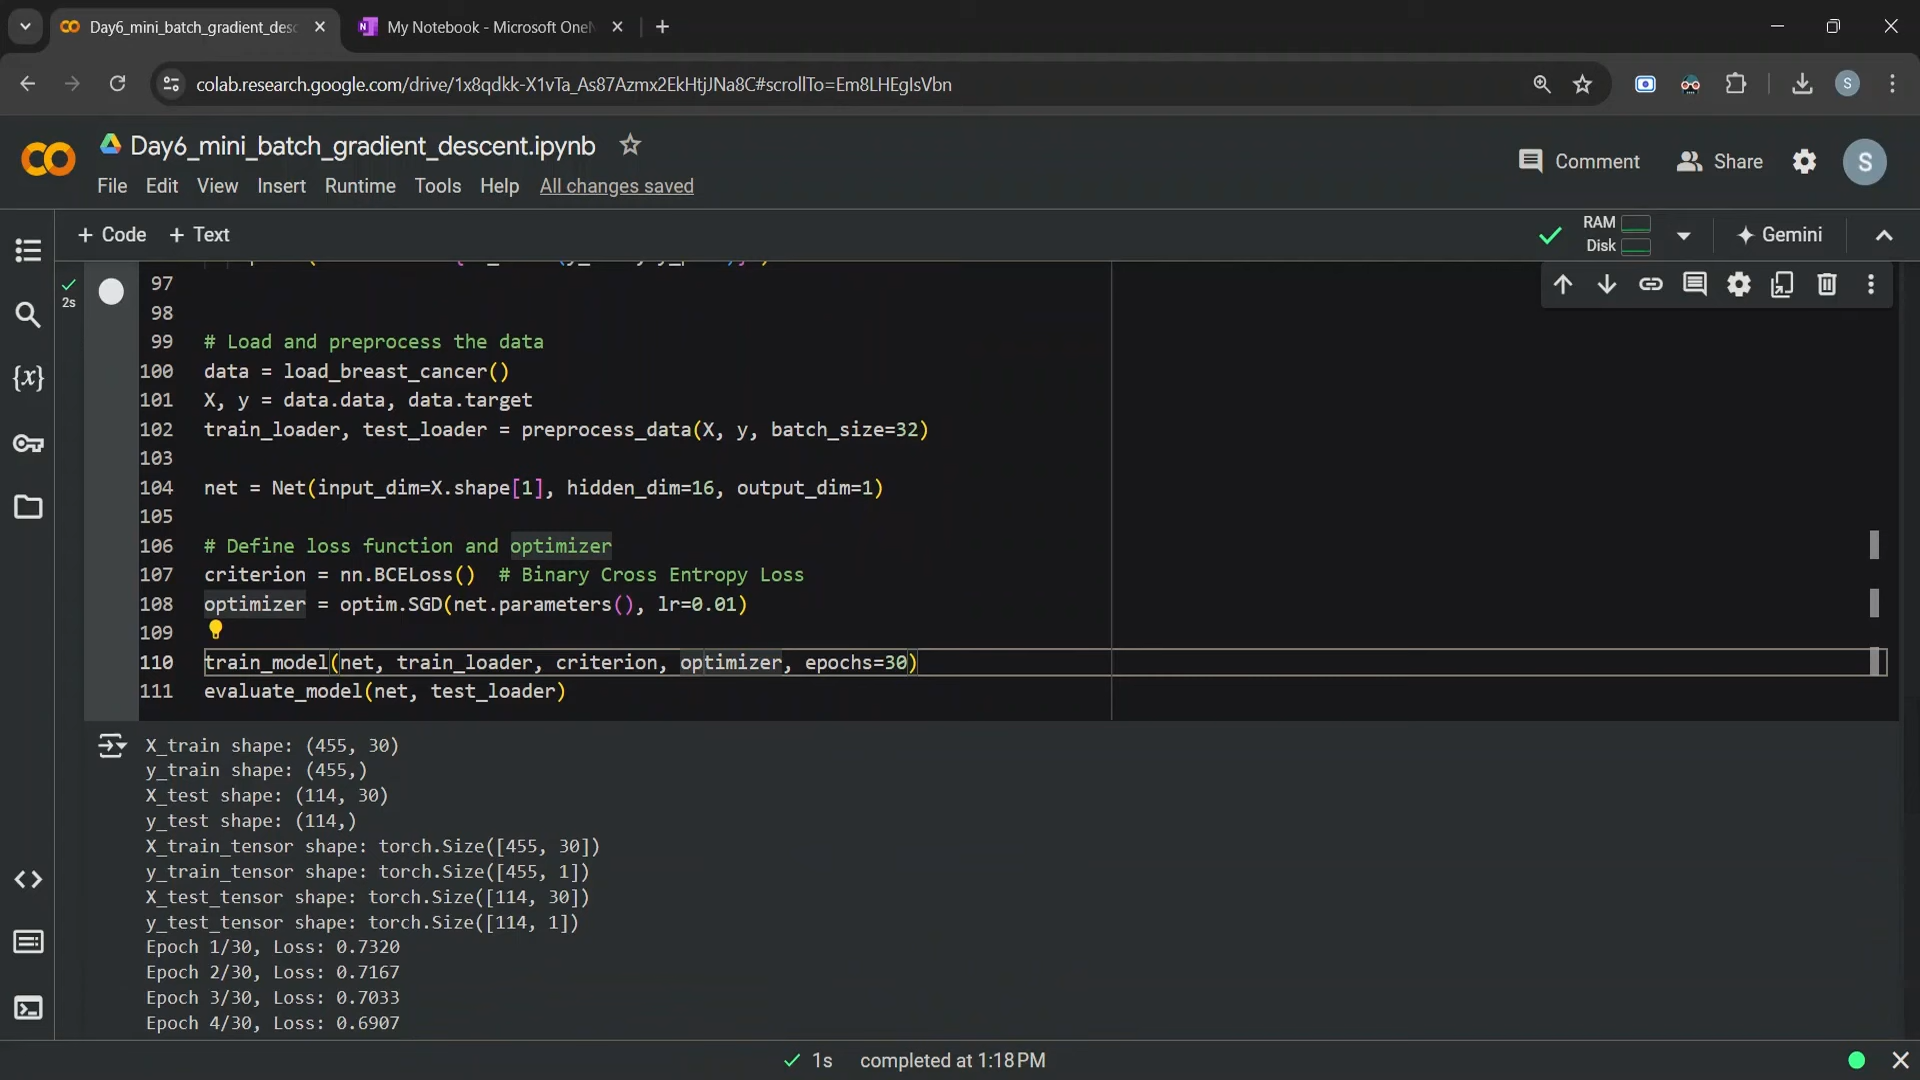 Day6_mini_batch_gradient_desc
My Notebook - Microsoft OneN
colab.research.google.com/drive/1x8qdkk-X1vTa_As87Azmx2EkHtjJNa8C#scrollTo=Em8LHEgIsVbn
S
Day6_mini_batch_gradient_descent.ipynb
Comment Share S
File Edit View Insert Runtime Tools Help All changes saved
+ Code + Text
RAM
Disk
Gemini
2s
97
98
99 # Load and preprocess the data
100 data = load_breast_cancer()
101 X, y = data.data, data.target
102 train_loader, test_loader = preprocess_data(X, y, batch_size=32)
103
104 net = Net(input_dim=X.shape[1], hidden_dim=16, output_dim=1)
105
106 # Define loss function and optimizer
107 criterion = nn.BCELoss() # Binary Cross Entropy Loss
108 optimizer = optim.SGD(net.parameters(), lr=0.01)
109
110 train_model(net, train_loader, criterion, optimizer, epochs=30)
111 evaluate_model(net, test_loader)
X_train shape: (455, 30)
y_train shape: (455,)
X_test shape: (114, 30)
y_test shape: (114,)
X_train_tensor shape: torch.Size([455, 30])
y_train_tensor shape: torch.Size([455, 1])
X_test_tensor shape: torch.Size([114, 30])
y_test_tensor shape: torch.Size([114, 1])
Epoch 1/30, Loss: 0.7320
Epoch 2/30, Loss: 0.7167
Epoch 3/30, Loss: 0.7033
Epoch 4/30, Loss: 0.6907
1s completed at 1:18 PM